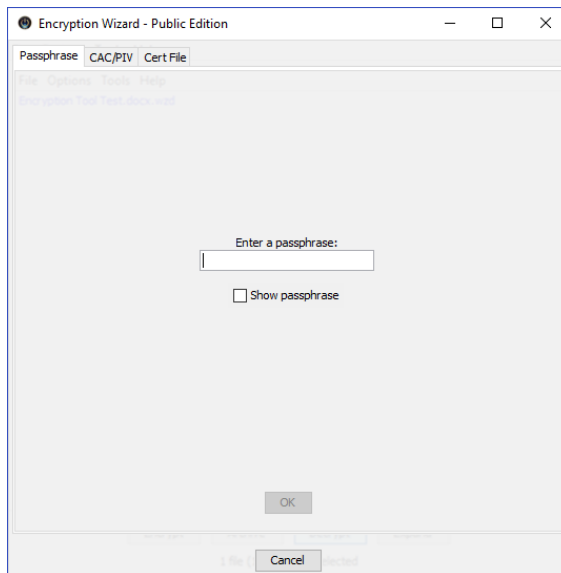 Encryption Wizard - Public Edition
Passphrase CAC/PIV Cert File
File Options Tools Help
Encryption Tool Test.docx.wzd
Enter a passphrase:
Show passphrase
OK
1 file selected
Cancel